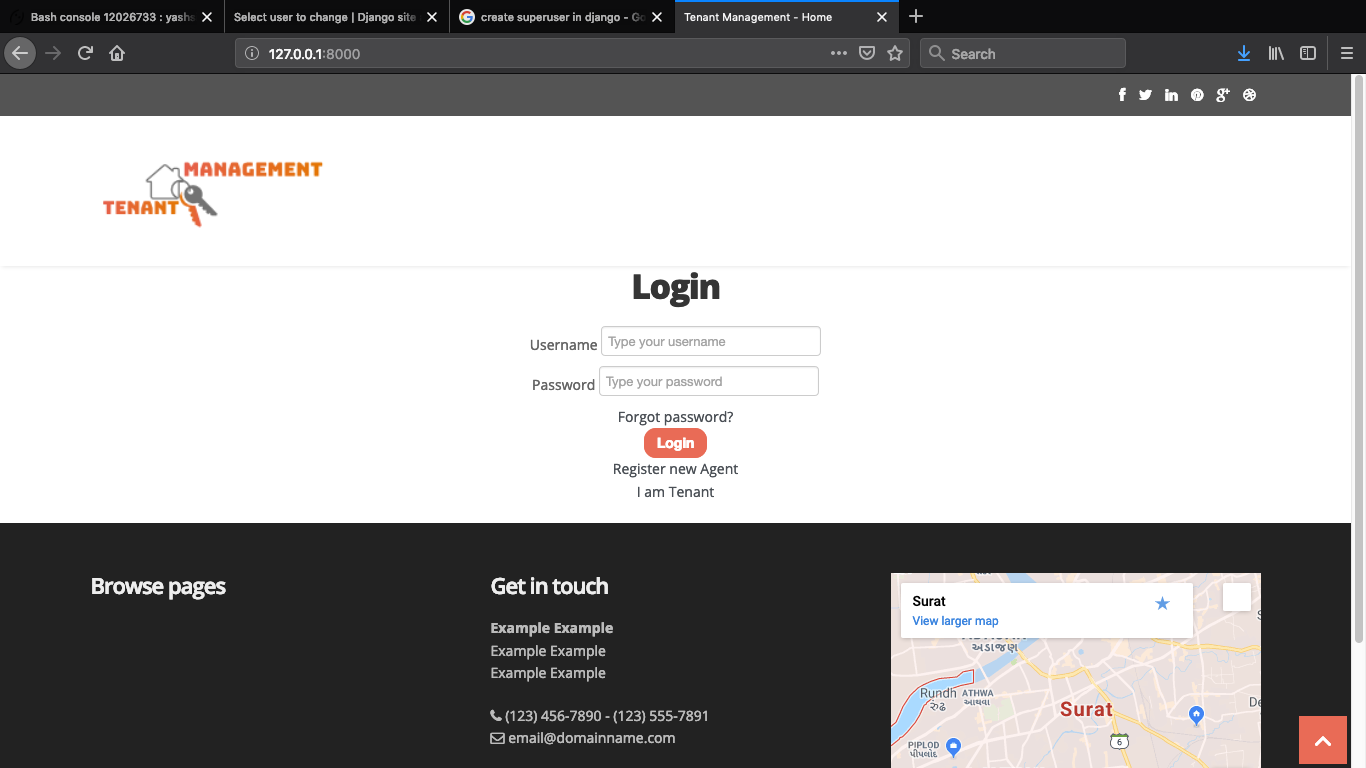 Bash console 12026733 : yashs
Select user to change | Django site
create superuser in django - Go
Tenant Management - Home
127.0.0.1:8000
Search
MANAGEMENT
TENANT
Login
Username Type your username
Password Type your password
Forgot password?
Login
Register new Agent
I am Tenant
Browse pages
Get in touch
Example Example
Example Example
Example Example
(123) 456-7890 - (123) 555-7891
email@domainname.com
Surat
View larger map
અડાજણ
Rundh
રુંઢ
ATHWA
આથવા
Surat
PIPLOD
પીપલોદ
6